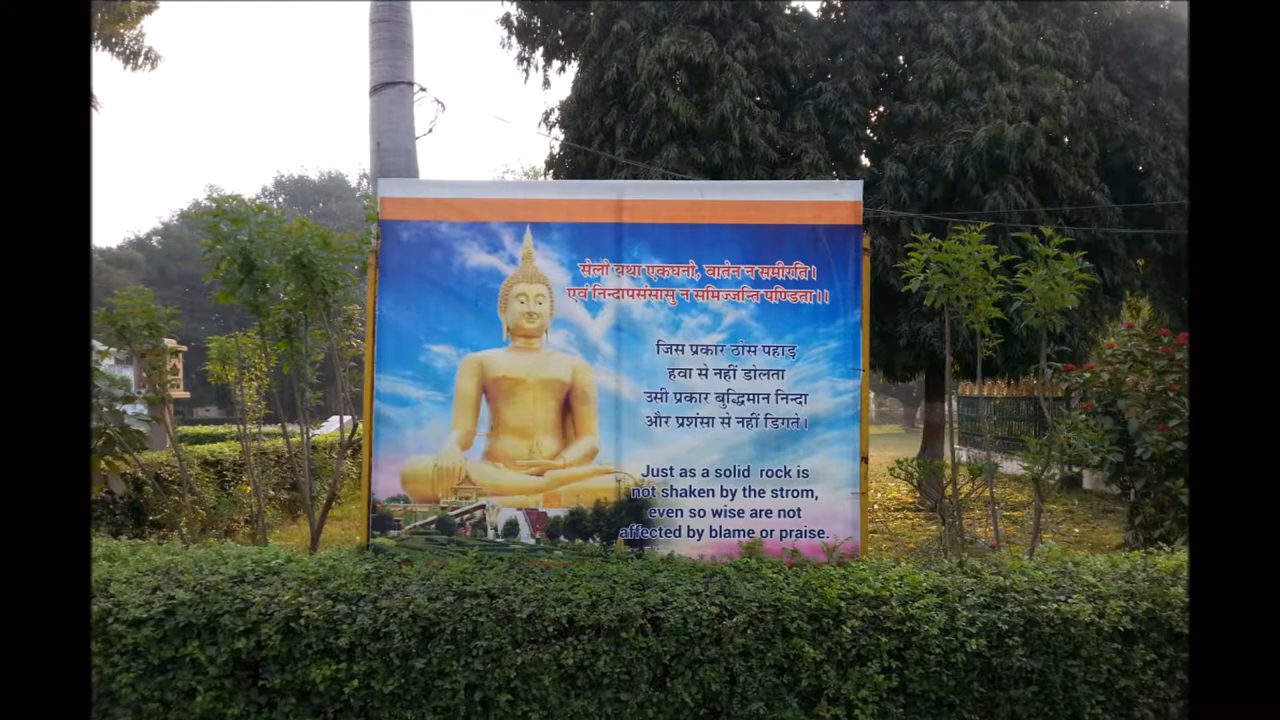 सेलो यथा एकघनो, वातेन न समीरति।
एवं निन्दापसंसासु न समिज्जन्ति पण्डिता।।
जिस प्रकार ठोस पहाड़
हवा से नहीं डोलता
उसी प्रकार बुद्धिमान निन्दा
और प्रशंसा से नहीं डिगते।
Just as a solid rock is
not shaken by the strom,
even so wise are not
affected by blame or praise.